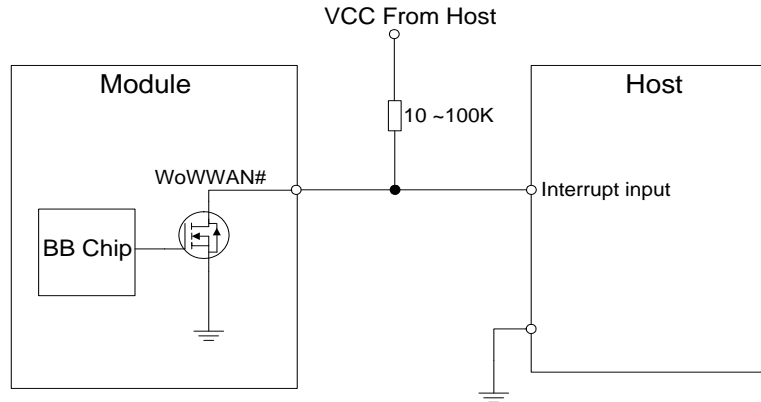 VCC From Host
Module
Host
10 ~100K
WoWWAN#
Interrupt input
BB Chip